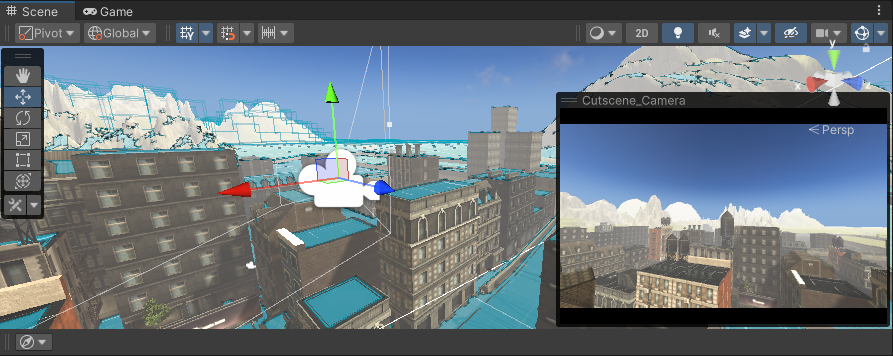 Scene Game
Pivot Global 2D
y
Cutscene_Camera
x
Persp